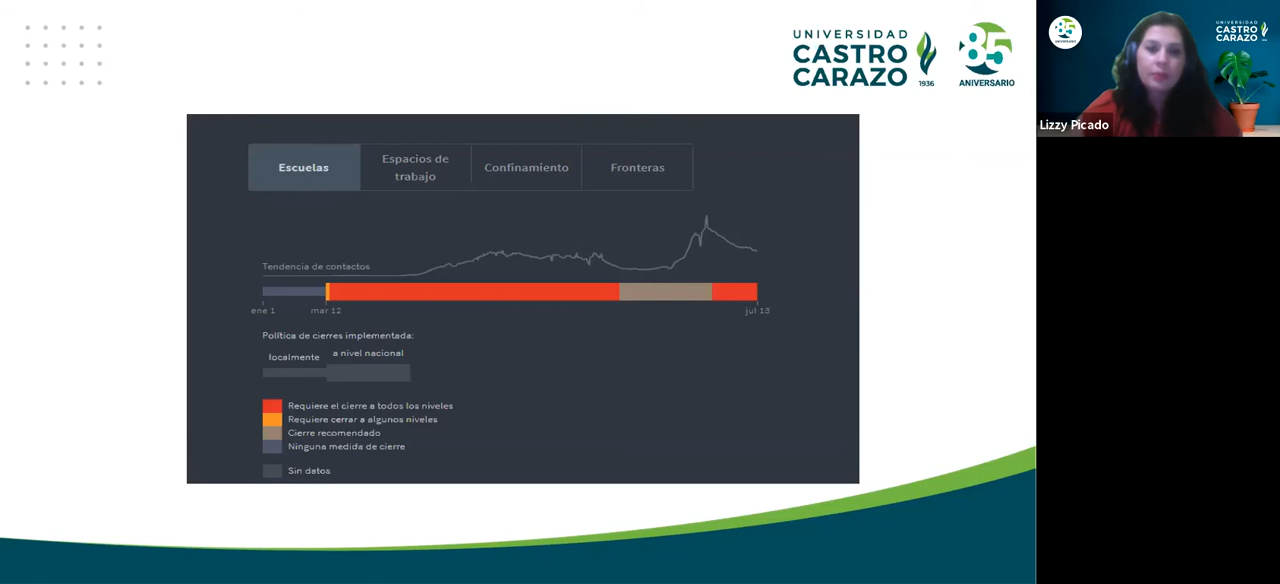 UNIVERSIDAD
CASTRO
CARAZO
1936
85
ANIVERSARIO
Escuelas
Espacios de
trabajo
Confinamiento
Fronteras
Tendencia de contactos
ene 1
mar 12
jul 13
Política de cierres implementada:
localmente
a nivel nacional
Requiere el cierre a todos los niveles
Requiere cerrar a algunos niveles
Cierre recomendado
Ninguna medida de cierre
Sin datos
85
ANIVERSARIO
UNIVERSIDAD
CASTRO
CARAZO
Lizzy Picado